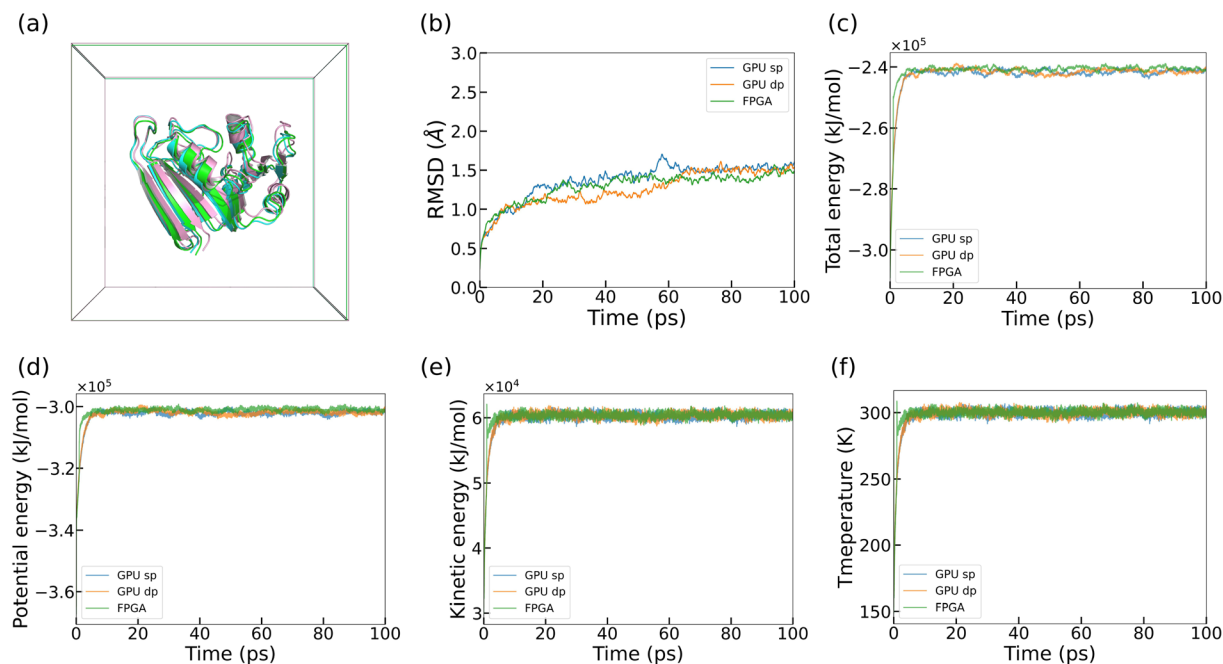 (a)
(b)
3.0
2.5
2.0
1.5
1.0
0.5
0.0
RMSD (Å)
GPU sp
GPU dp
FPGA
0 20 40 60 80 100
Time (ps)
(c)
×10⁵
−2.4
−2.6
−2.8
−3.0
Total energy (kJ/mol)
GPU sp
GPU dp
FPGA
0 20 40 60 80 100
Time (ps)
(d)
×10⁵
−3.0
−3.2
−3.4
−3.6
Potential energy (kJ/mol)
GPU sp
GPU dp
FPGA
0 20 40 60 80 100
Time (ps)
(e)
×10⁴
6
5
4
3
Kinetic energy (kJ/mol)
GPU sp
GPU dp
FPGA
0 20 40 60 80 100
Time (ps)
(f)
300
250
200
150
Tmeperature (K)
GPU sp
GPU dp
FPGA
0 20 40 60 80 100
Time (ps)